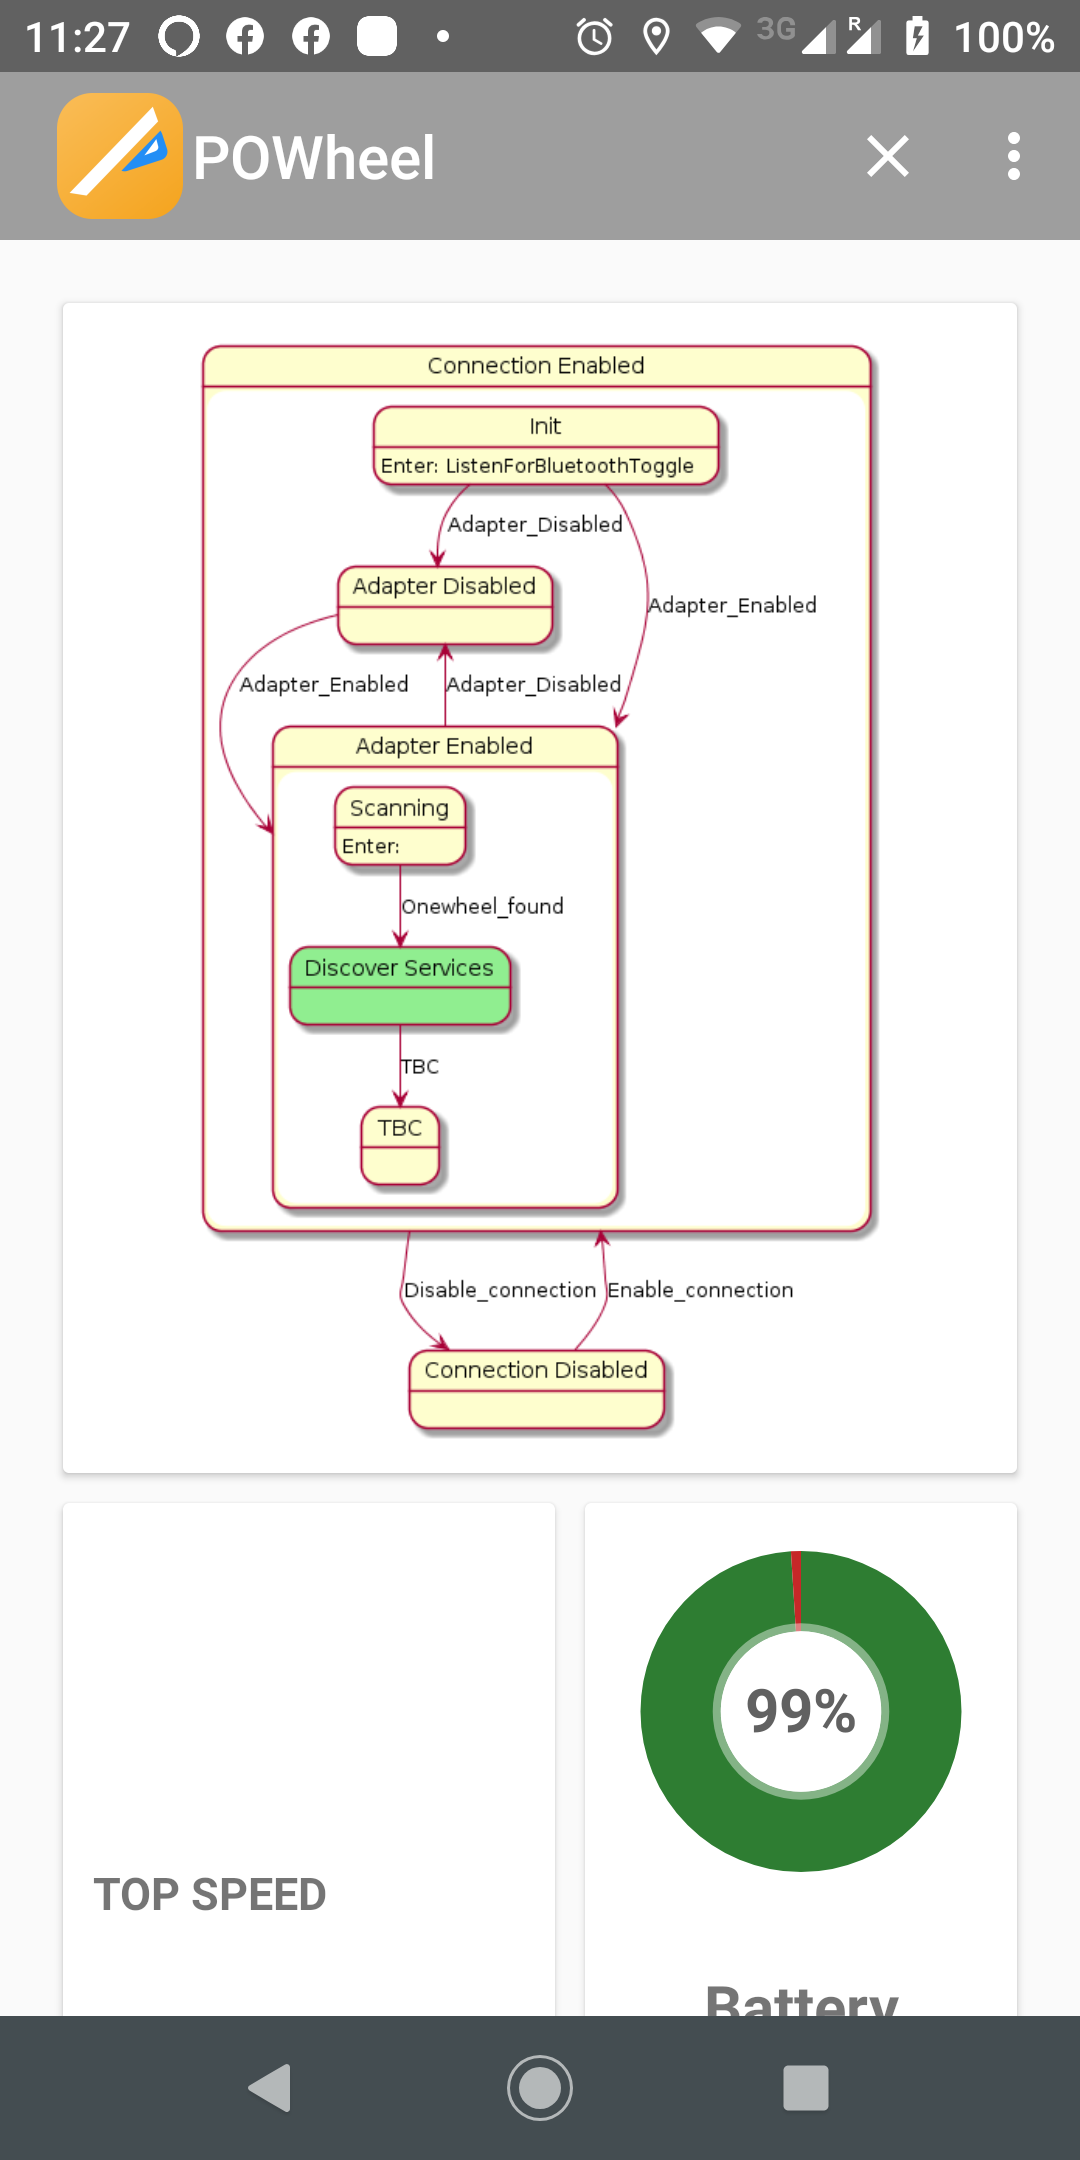 11:27
3G
R
100%
POWheel
Connection Enabled
Init
Enter: ListenForBluetoothToggle
Adapter_Disabled
Adapter Disabled
Adapter_Enabled
Adapter_Enabled
Adapter_Disabled
Adapter Enabled
Scanning
Enter:
Onewheel_found
Discover Services
TBC
TBC
Disable_connection
Enable_connection
Connection Disabled
99%
TOP SPEED
Battery